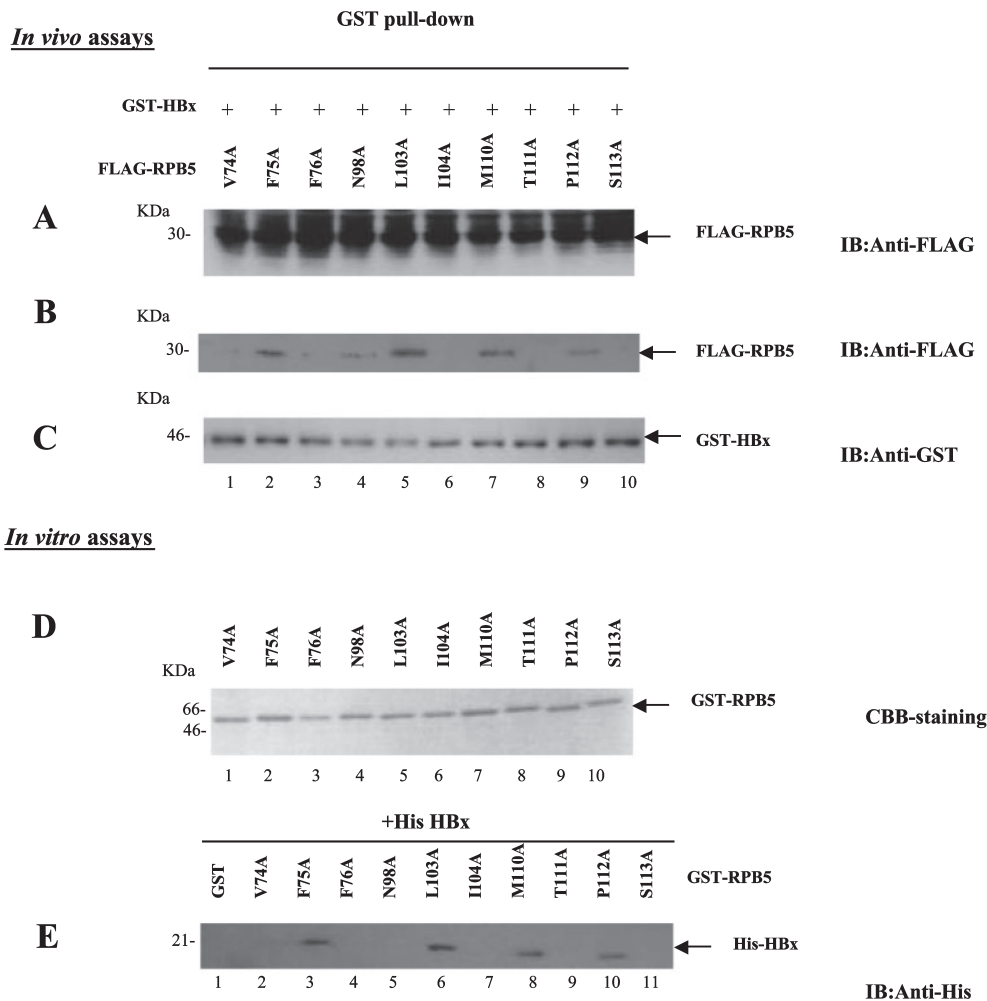 GST pull-down
In vivo assays
GST-HBx + + + + + + + + + +
FLAG-RPB5 V74A F75A F76A N98A L103A I104A M110A T111A P112A S113A
A
KDa
30-
FLAG-RPB5
IB:Anti-FLAG
B
KDa
30-
FLAG-RPB5
IB:Anti-FLAG
KDa
C
46-
GST-HBx
IB:Anti-GST
1 2 3 4 5 6 7 8 9 10
In vitro assays
D
V74A F75A F76A N98A L103A I104A M110A T111A P112A S113A
KDa
66-
46-
GST-RPB5
CBB-staining
1 2 3 4 5 6 7 8 9 10
+His HBx
GST V74A F75A F76A N98A L103A I104A M110A T111A P112A S113A
GST-RPB5
E
21-
His-HBx
1 2 3 4 5 6 7 8 9 10 11
IB:Anti-His